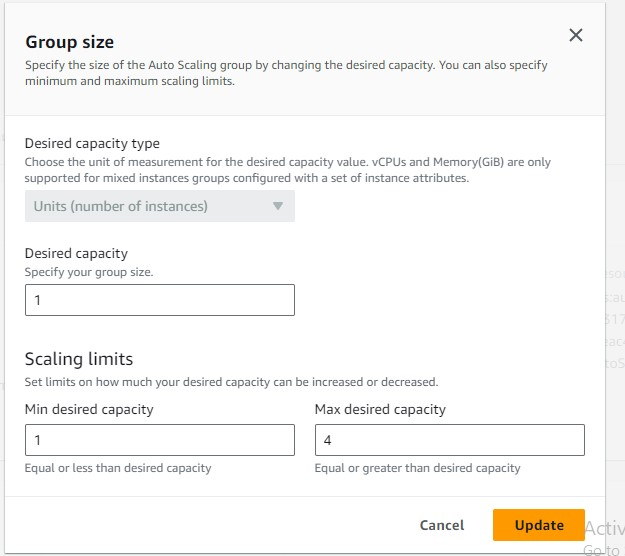 Group size
Specify the size of the Auto Scaling group by changing the desired capacity. You can also specify
minimum and maximum scaling limits.
Desired capacity type
Choose the unit of measurement for the desired capacity value. vCPUs and Memory(GiB) are only
supported for mixed instances groups configured with a set of instance attributes.
Units (number of instances)
Desired capacity
Specify your group size.
1
Scaling limits
Set limits on how much your desired capacity can be increased or decreased.
Min desired capacity
Max desired capacity
1
4
Equal or less than desired capacity
Equal or greater than desired capacity
Cancel
Update
Activ
Go to